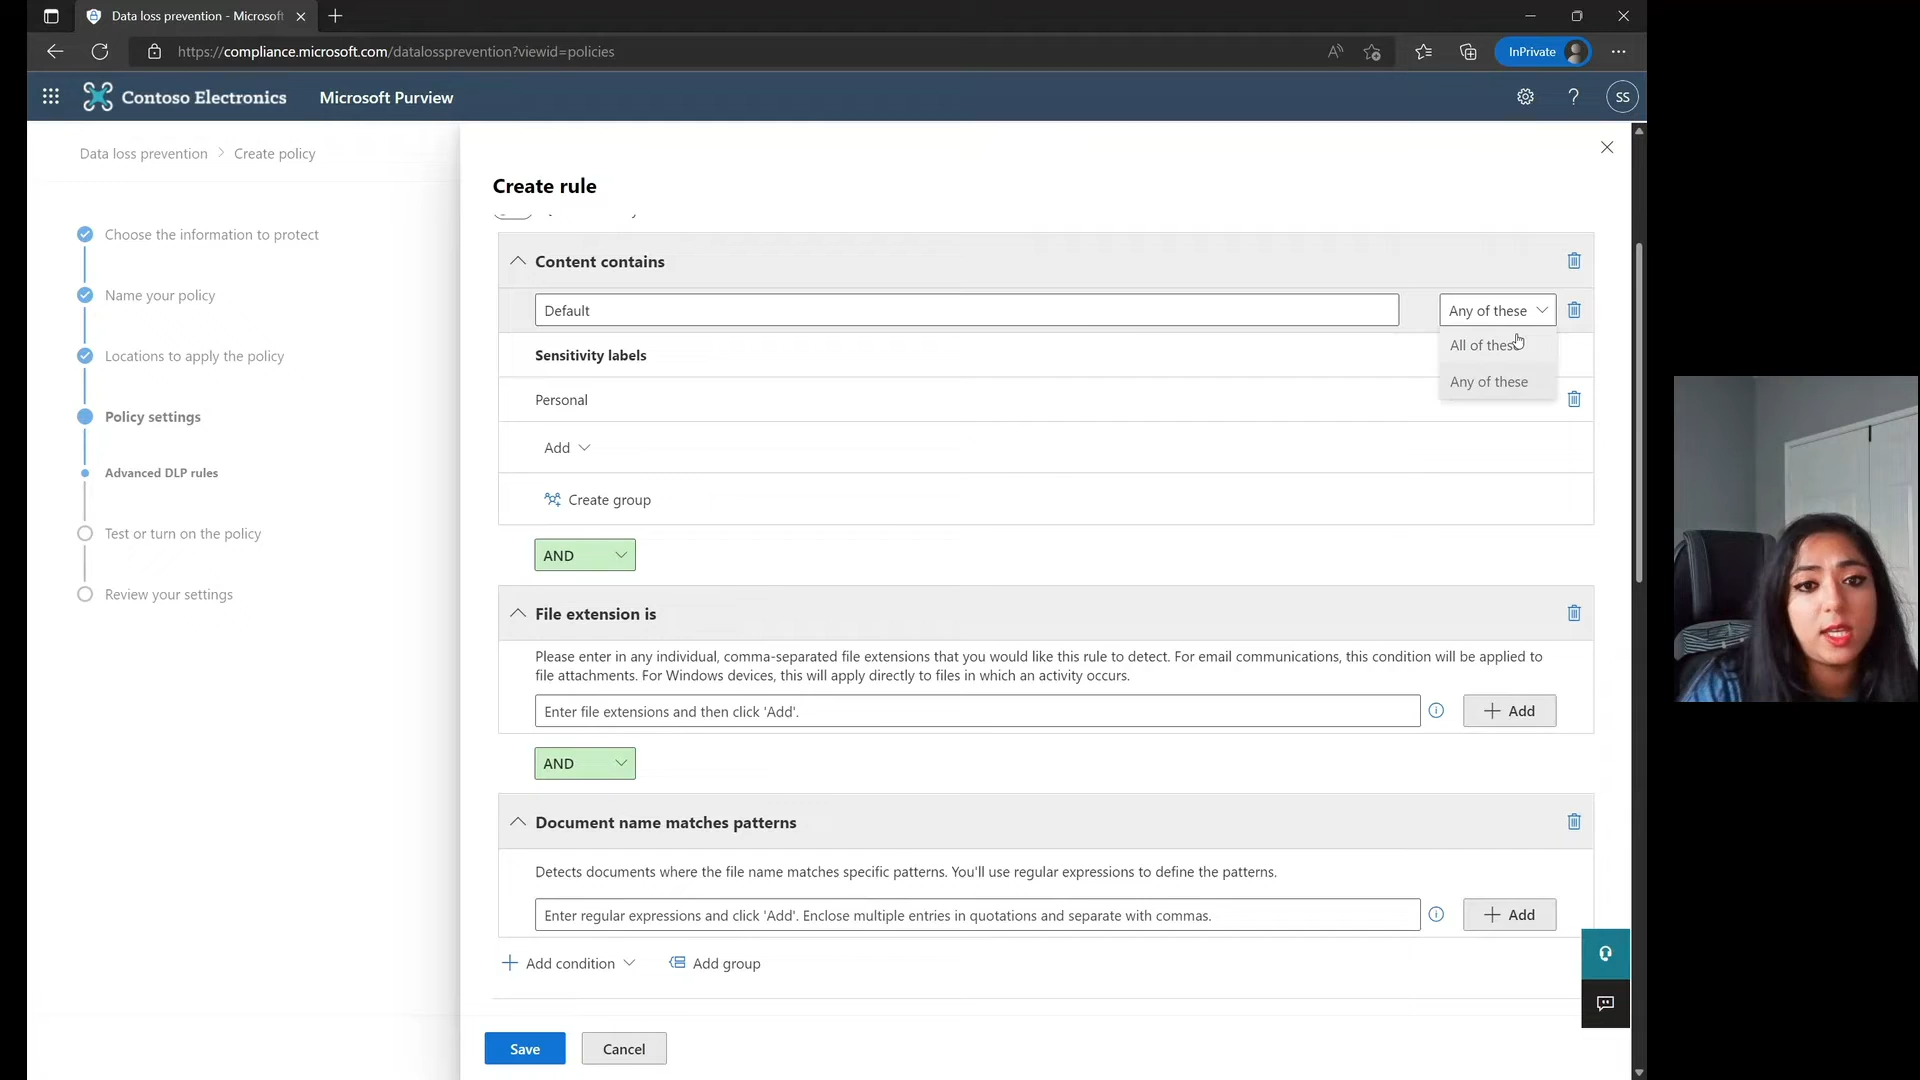 Data loss prevention - Microsoft
https://compliance.microsoft.com/datalossprevention?viewid=policies
InPrivate
Contoso Electronics
Microsoft Purview
SS
Data loss prevention > Create policy
Choose the information to protect
Name your policy
Locations to apply the policy
Policy settings
Advanced DLP rules
Test or turn on the policy
Review your settings
Create rule
Content contains
Default
Any of these
All of these
Any of these
Sensitivity labels
Personal
Add
Create group
AND
File extension is
Please enter in any individual, comma-separated file extensions that you would like this rule to detect. For email communications, this condition will be applied to
file attachments. For Windows devices, this will apply directly to files in which an activity occurs.
Enter file extensions and then click 'Add'.
Add
AND
Document name matches patterns
Detects documents where the file name matches specific patterns. You'll use regular expressions to define the patterns.
Enter regular expressions and click 'Add'. Enclose multiple entries in quotations and separate with commas.
Add
Add condition
Add group
Save
Cancel